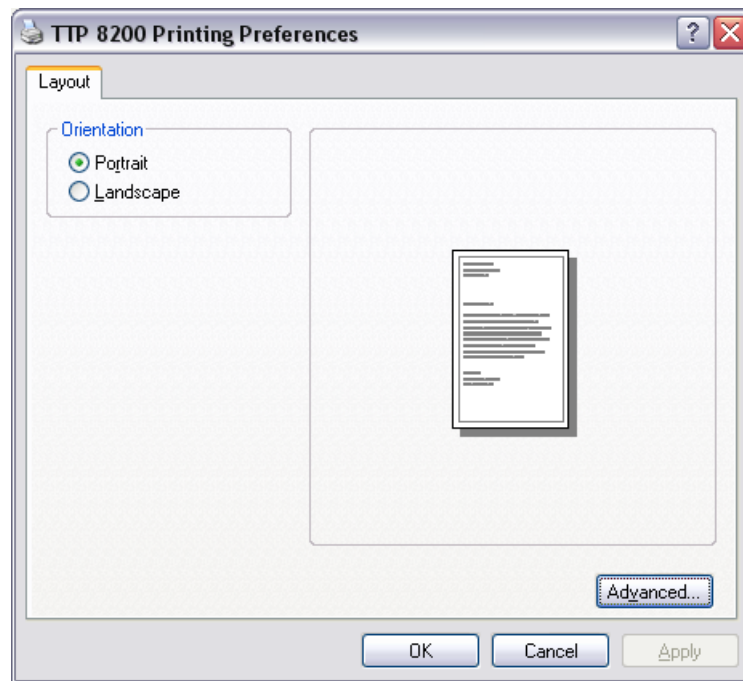 TTP 8200 Printing Preferences
Layout
Orientation
Portrait
Landscape
Advanced...
OK
Cancel
Apply